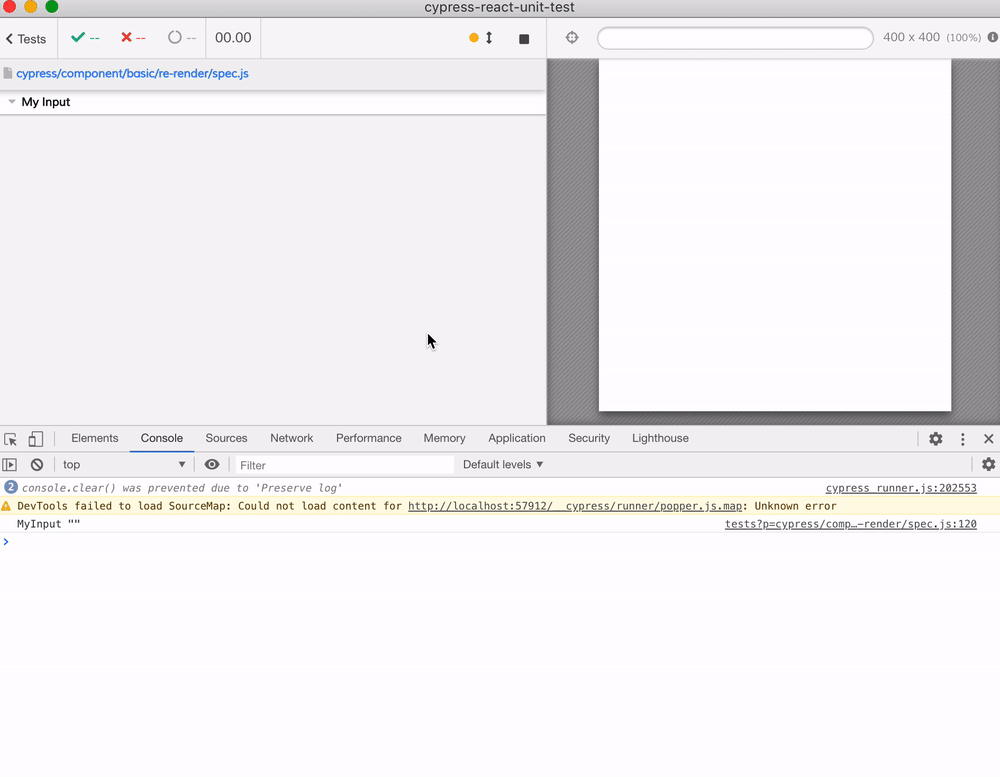 cypress-react-unit-test
Tests -- -- -- 00.00 400 x 400 (100%)
cypress/component/basic/re-render/spec.js
My Input
Elements Console Sources Network Performance Memory Application Security Lighthouse
top Filter Default levels
2 console.clear() was prevented due to 'Preserve log' cypress_runner.js:202553
DevTools failed to load SourceMap: Could not load content for http://localhost:57912/__cypress/runner/popper.js.map: Unknown error
MyInput "" tests?p=cypress/comp…-render/spec.js:120